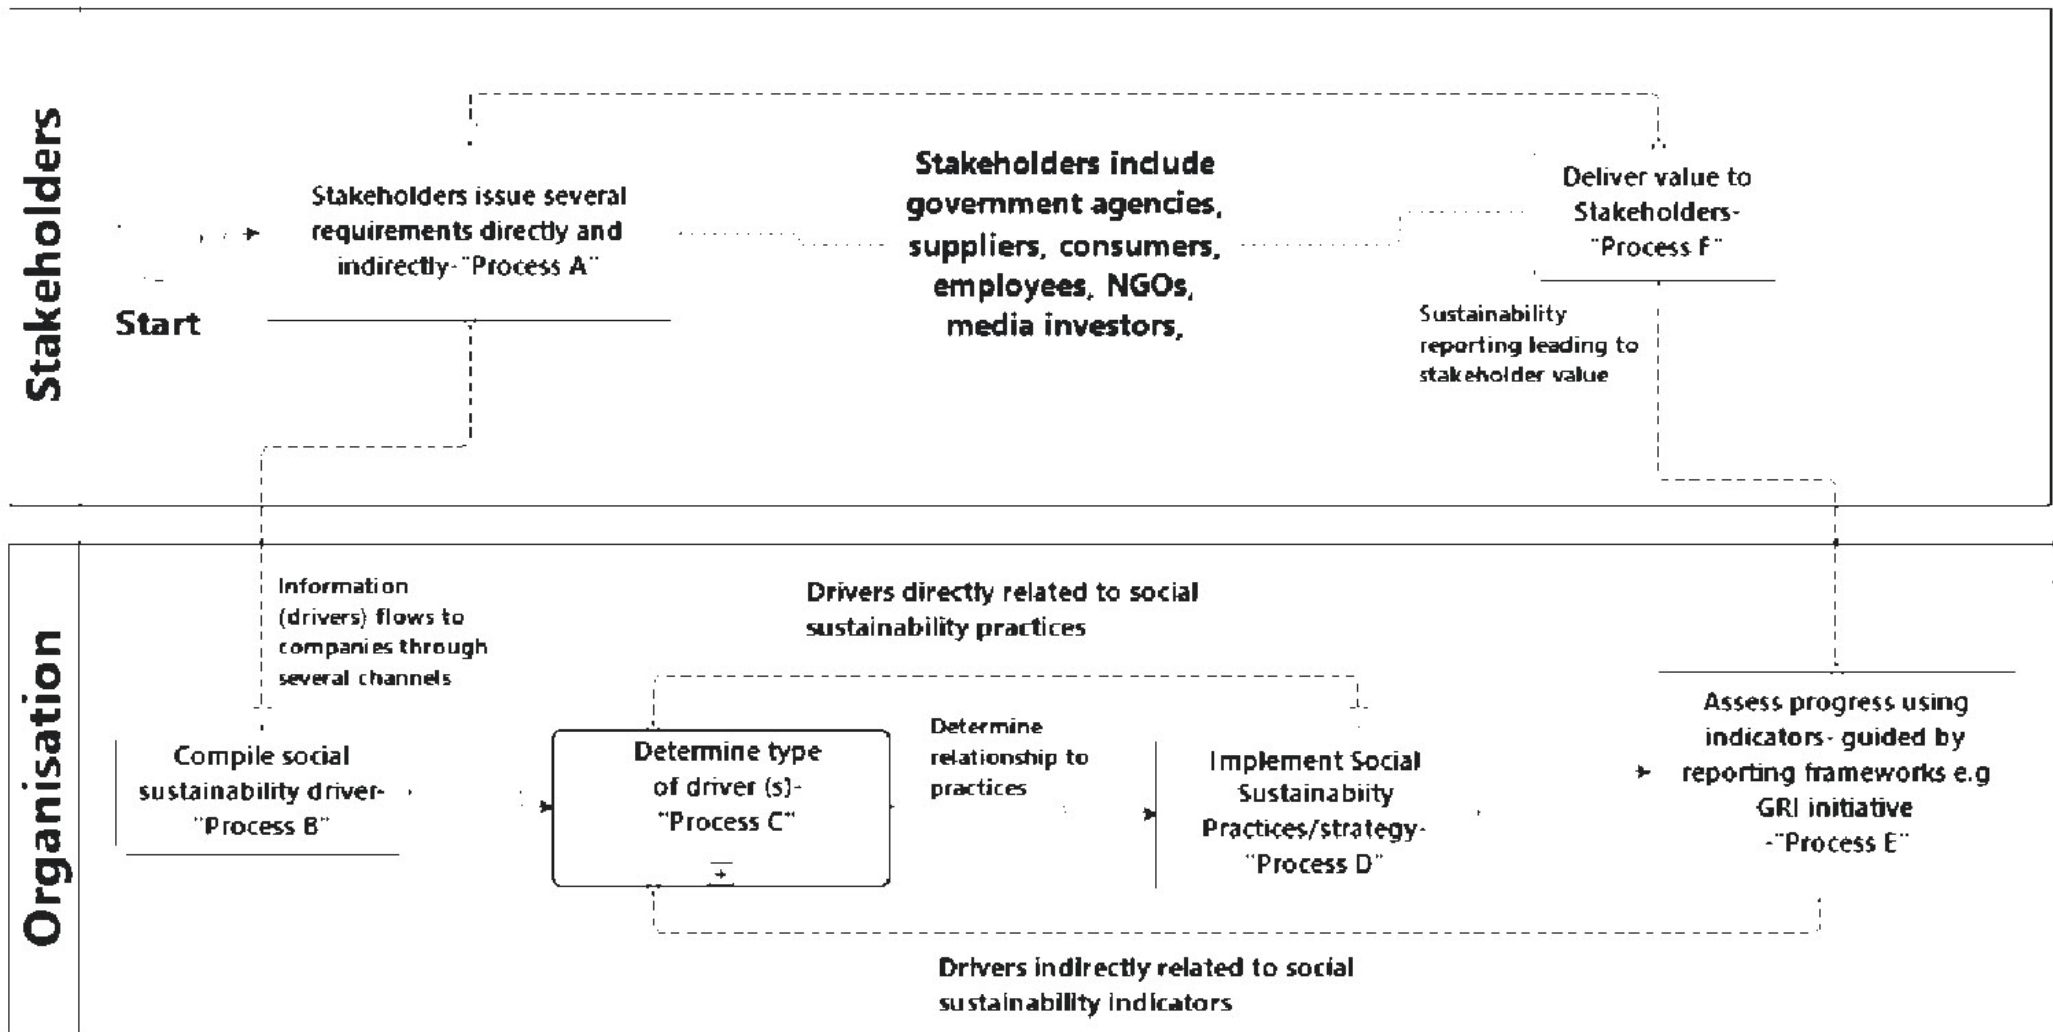 Stakeholders
Stakeholders issue several
requirements directly and
indirectly-"Process A"
Start
Stakeholders include
government agencies,
suppliers, consumers,
employees, NGOs,
media investors,
Deliver value to
Stakeholders-
"Process F"
Sustainability
reporting leading to
stakeholder value
Organisation
Information
(drivers) flows to
companies through
several channels
Drivers directly related to social
sustainability practices
Compile social
sustainability driver-
"Process B"
Determine type
of driver (s)-
"Process C"
Determine
relationship to
practices
Implement Social
Sustainabiity
Practices/strategy-
"Process D"
Assess progress using
indicators- guided by
reporting frameworks e.g
GRI initiative
-"Process E"
Drivers indirectly related to social
sustainability indicators